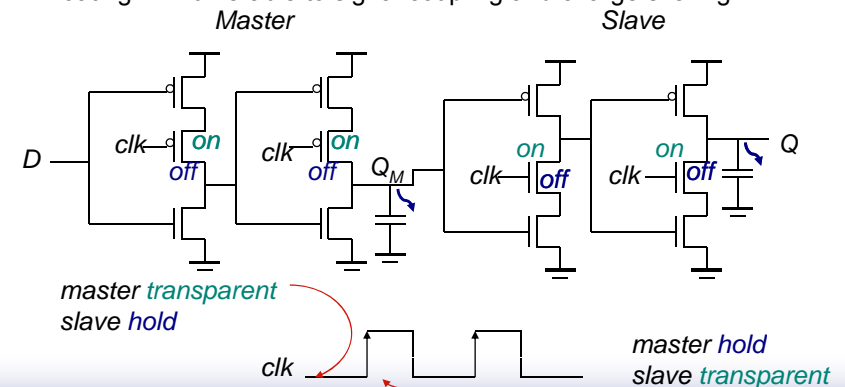 Master
Slave
clk on
off
clk on
off
D
Q_M
on
clk off
on
clk off
Q
master transparent
slave hold
clk
master hold
slave transparent